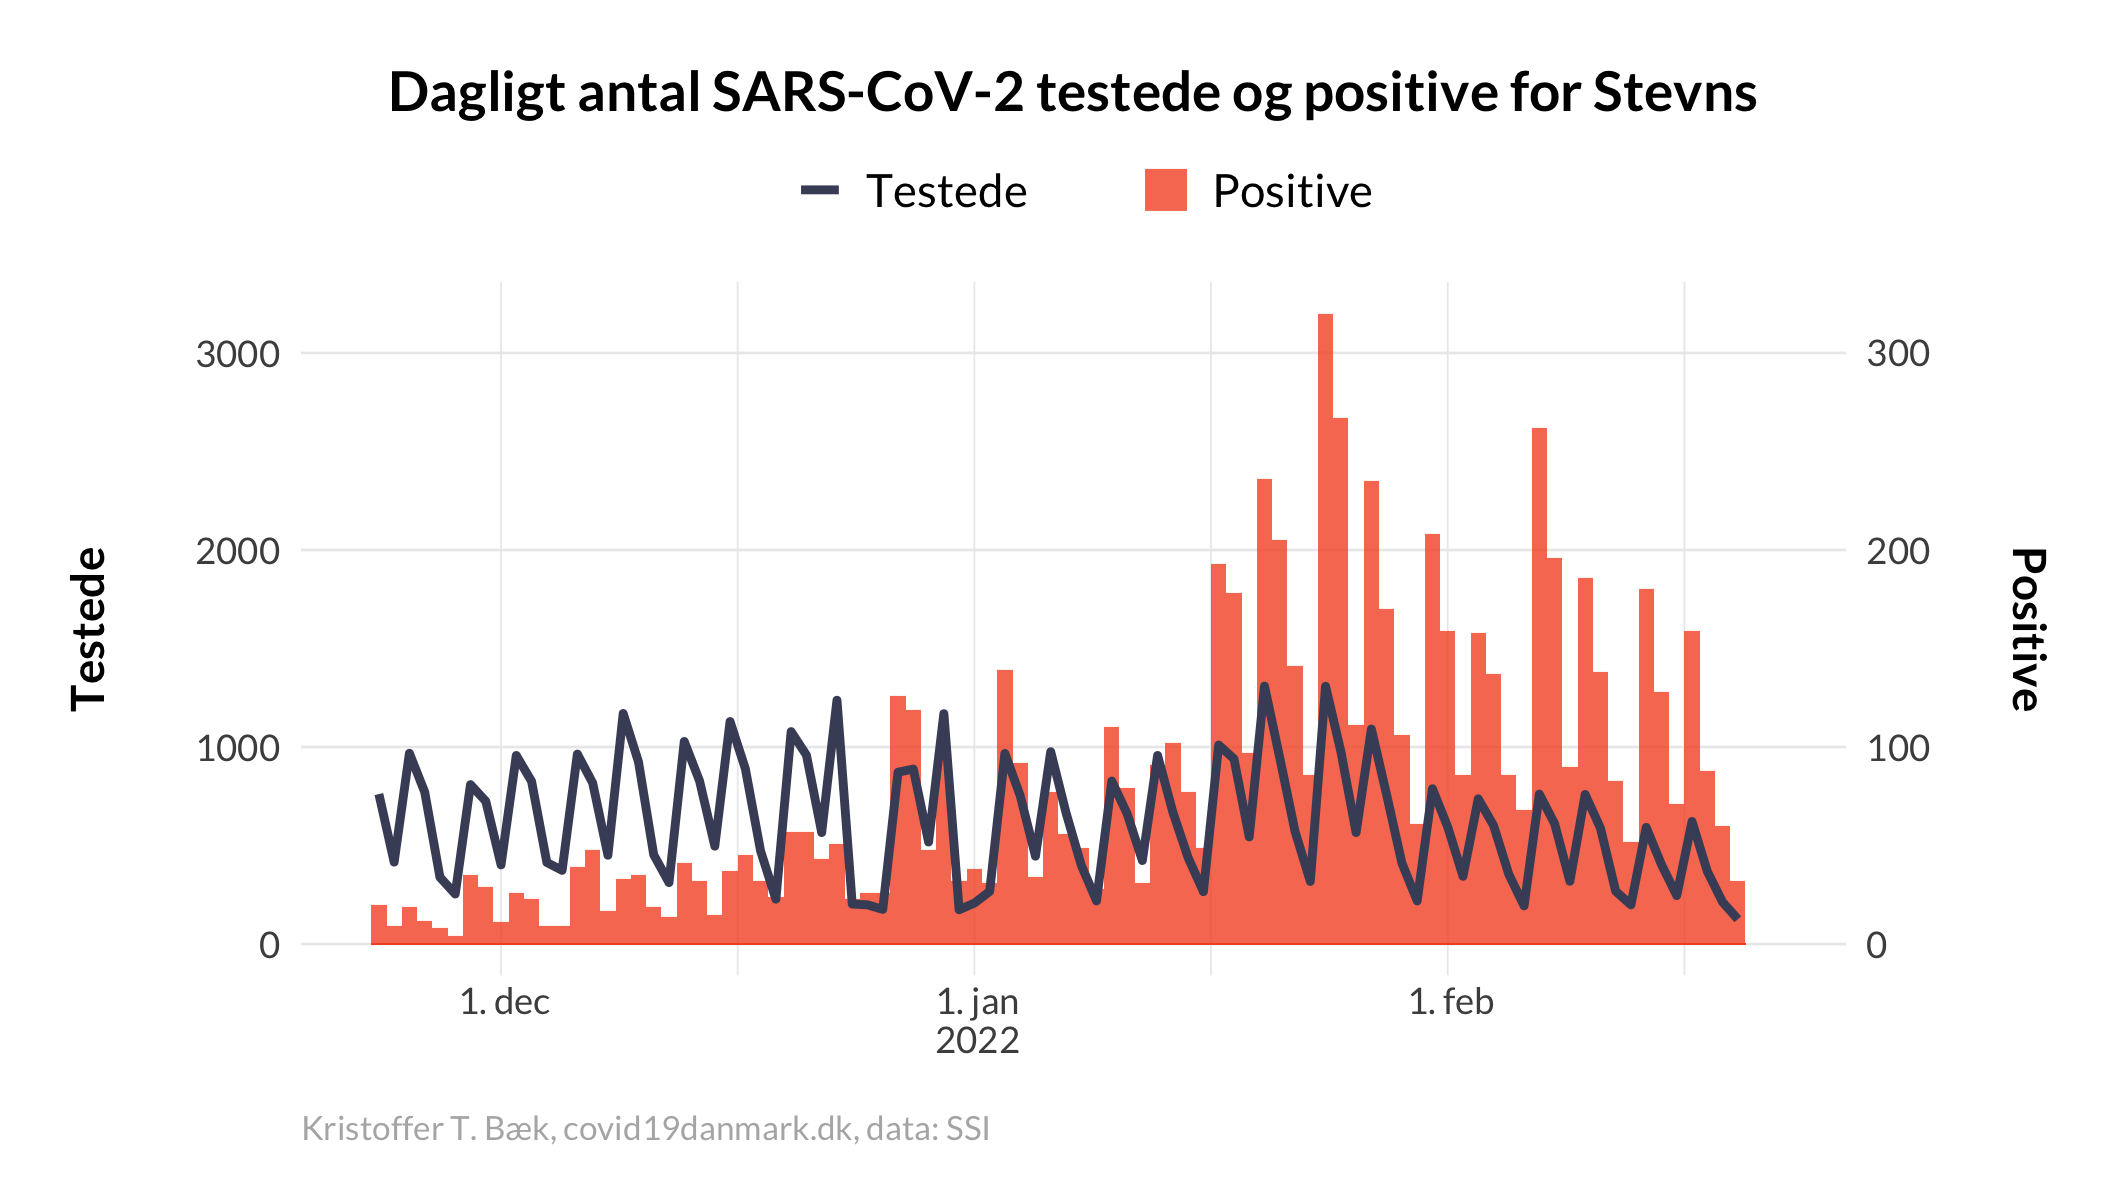 Dagligt antal SARS-CoV-2 testede og positive for Stevns
Testede
Positive
3000
2000
1000
0
Testede
300
200
100
0
Positive
1. dec
1. jan
2022
1. feb
Kristoffer T. Bæk, covid19danmark.dk, data: SSI